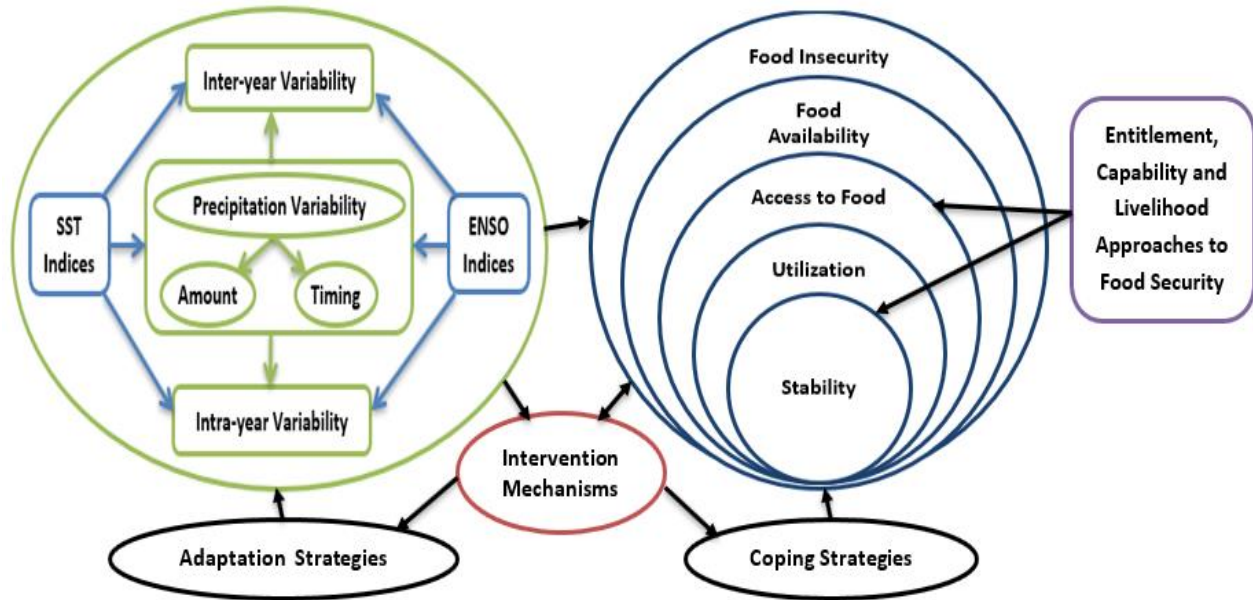 Inter-year Variability
Precipitation Variability
SST
Indices
ENSO
Indices
Amount
Timing
Intra-year Variability
Food Insecurity
Food
Availability
Access to Food
Utilization
Stability
Entitlement,
Capability and
Livelihood
Approaches to
Food Security
Intervention
Mechanisms
Adaptation Strategies
Coping Strategies